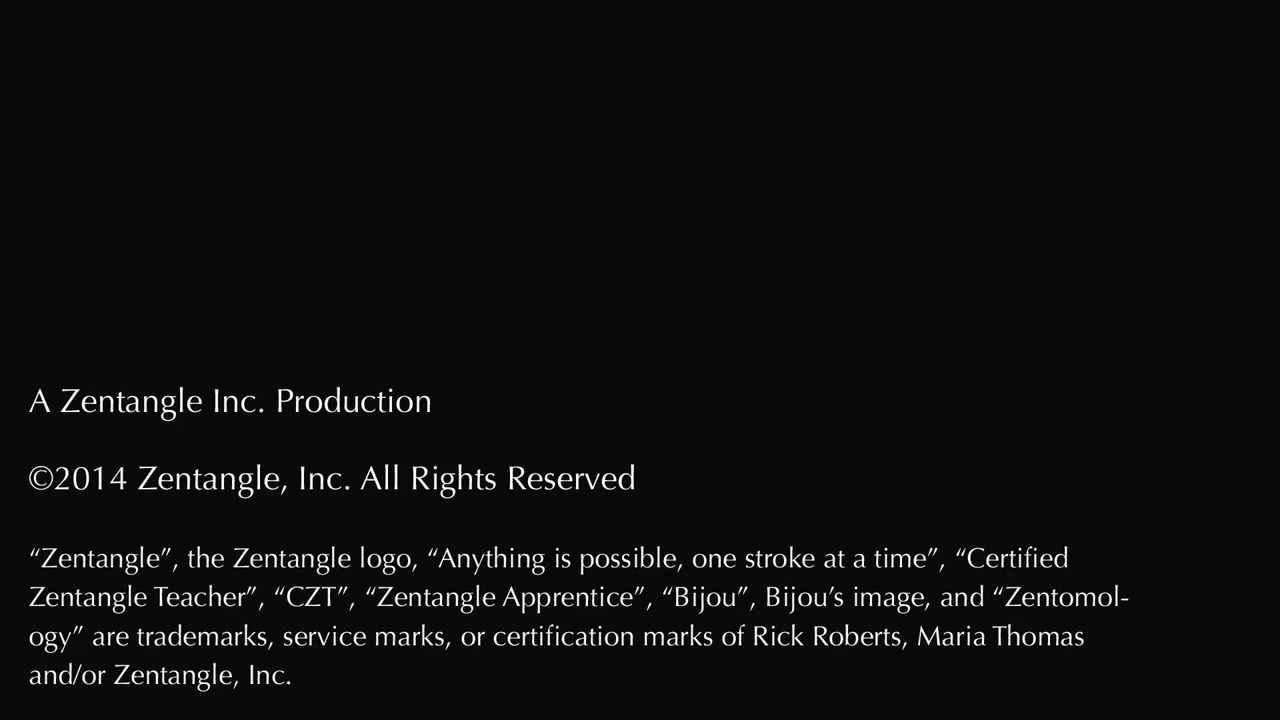 A Zentangle Inc. Production
©2014 Zentangle, Inc. All Rights Reserved
“Zentangle”, the Zentangle logo, “Anything is possible, one stroke at a time”, “Certified
Zentangle Teacher”, “CZT”, “Zentangle Apprentice”, “Bijou”, Bijou’s image, and “Zentomol-
ogy” are trademarks, service marks, or certification marks of Rick Roberts, Maria Thomas
and/or Zentangle, Inc.